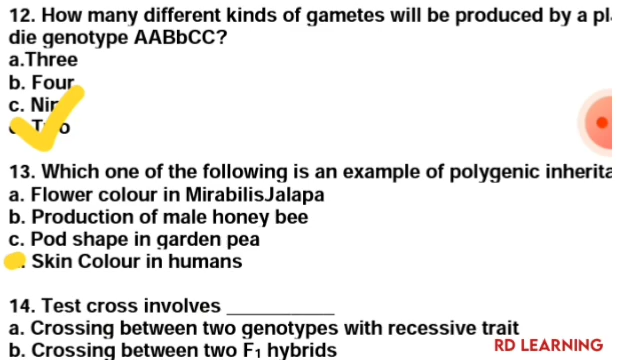 12. How many different kinds of gametes will be produced by a
die genotype AABbCC?
a.Three
b. Four
c.
13. Which one of the following is an example of polygenic
a. Flower colour in MirabilisJalapa
b. Production of male honey bee
c. Pod shape in garden pea
Skin Colour in humans
14. Test cross involves ___________
a. Crossing between two genotypes with recessive trait
b. Crossing between two F₁ hybrids
RD LEARNING